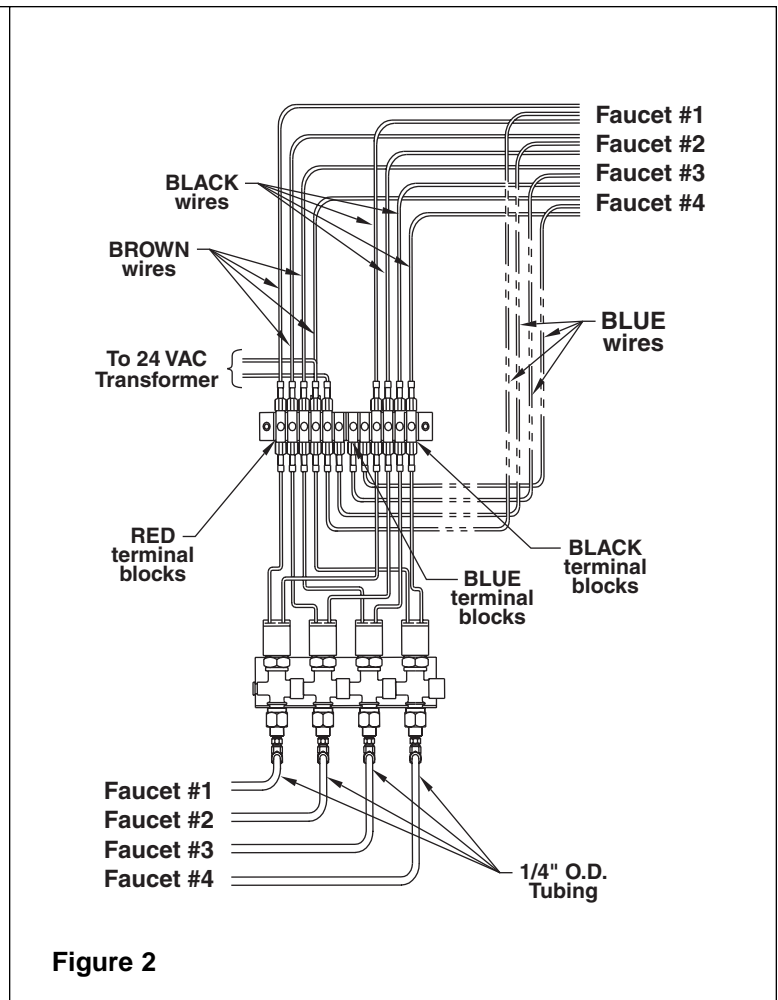 Faucet #1
Faucet #2
Faucet #3
Faucet #4
BLACK
wires
BROWN
wires
BLUE
wires
To 24 VAC
Transformer
RED
terminal
blocks
BLUE
terminal
blocks
BLACK
terminal
blocks
Faucet #1
Faucet #2
Faucet #3
Faucet #4
1/4" O.D.
Tubing
Figure 2